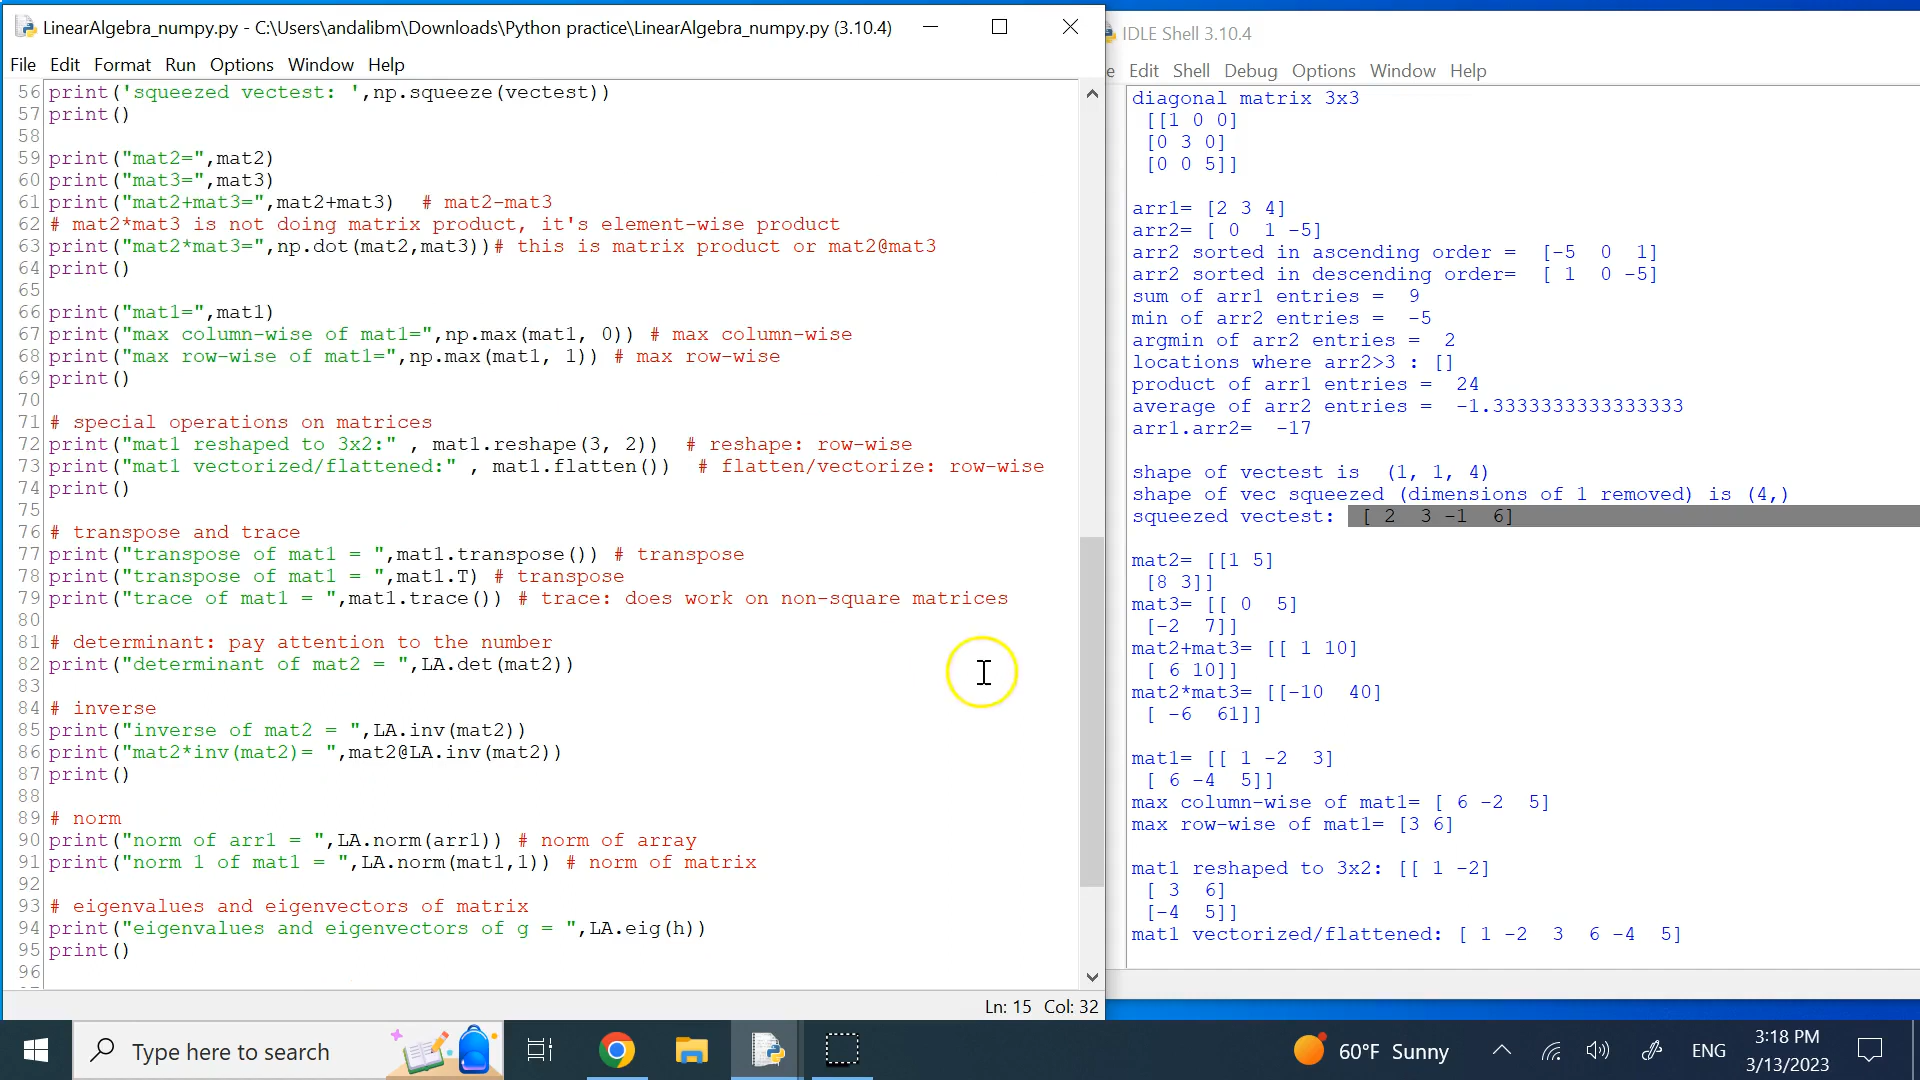 LinearAlgebra_numpy.py - C:\Users\andalibm\Downloads\Python practice\LinearAlgebra_numpy.py (3.10.4)
File Edit Format Run Options Window Help
56 print('squeezed vectest: ',np.squeeze(vectest))
57 print()
58
59 print("mat2=",mat2)
60 print("mat3=",mat3)
61 print("mat2+mat3=",mat2+mat3)  # mat2-mat3
62 # mat2*mat3 is not doing matrix product, it's element-wise product
63 print("mat2*mat3=",np.dot(mat2,mat3))# this is matrix product or mat2@mat3
64 print()
65
66 print("mat1=",mat1)
67 print("max column-wise of mat1=",np.max(mat1, 0)) # max column-wise
68 print("max row-wise of mat1=",np.max(mat1, 1)) # max row-wise
69 print()
70
71 # special operations on matrices
72 print("mat1 reshaped to 3x2:" , mat1.reshape(3, 2))  # reshape: row-wise
73 print("mat1 vectorized/flattened:" , mat1.flatten())  # flatten/vectorize: row-wise
74 print()
75
76 # transpose and trace
77 print("transpose of mat1 = ",mat1.transpose()) # transpose
78 print("transpose of mat1 = ",mat1.T) # transpose
79 print("trace of mat1 = ",mat1.trace()) # trace: does work on non-square matrices
80
81 # determinant: pay attention to the number
82 print("determinant of mat2 = ",LA.det(mat2))
83
84 # inverse
85 print("inverse of mat2 = ",LA.inv(mat2))
86 print("mat2*inv(mat2)= ",mat2@LA.inv(mat2))
87 print()
88
89 # norm
90 print("norm of arr1 = ",LA.norm(arr1)) # norm of array
91 print("norm 1 of mat1 = ",LA.norm(mat1,1)) # norm of matrix
92
93 # eigenvalues and eigenvectors of matrix
94 print("eigenvalues and eigenvectors of g = ",LA.eig(h))
95 print()
96
Ln: 15 Col: 32
IDLE Shell 3.10.4
e Edit Shell Debug Options Window Help
diagonal matrix 3x3
[[1 0 0]
[0 3 0]
[0 0 5]]
arr1= [2 3 4]
arr2= [ 0  1 -5]
arr2 sorted in ascending order =  [-5  0  1]
arr2 sorted in descending order=  [ 1  0 -5]
sum of arr1 entries =  9
min of arr2 entries =  -5
argmin of arr2 entries =  2
locations where arr2>3 : []
product of arr1 entries =  24
average of arr2 entries =  -1.3333333333333333
arr1.arr2=  -17
shape of vectest is  (1, 1, 4)
shape of vec squeezed (dimensions of 1 removed) is (4,)
squeezed vectest:  [ 2  3 -1  6]
mat2= [[1 5]
[8 3]]
mat3= [[ 0  5]
[-2  7]]
mat2+mat3= [[ 1 10]
[ 6 10]]
mat2*mat3= [[-10  40]
[ -6  61]]
mat1= [[ 1 -2  3]
[ 6 -4  5]]
max column-wise of mat1= [ 6 -2  5]
max row-wise of mat1= [3 6]
mat1 reshaped to 3x2: [[ 1 -2]
[ 3  6]
[-4  5]]
mat1 vectorized/flattened: [ 1 -2  3  6 -4  5]
Type here to search
60°F Sunny
ENG
3:18 PM
3/13/2023